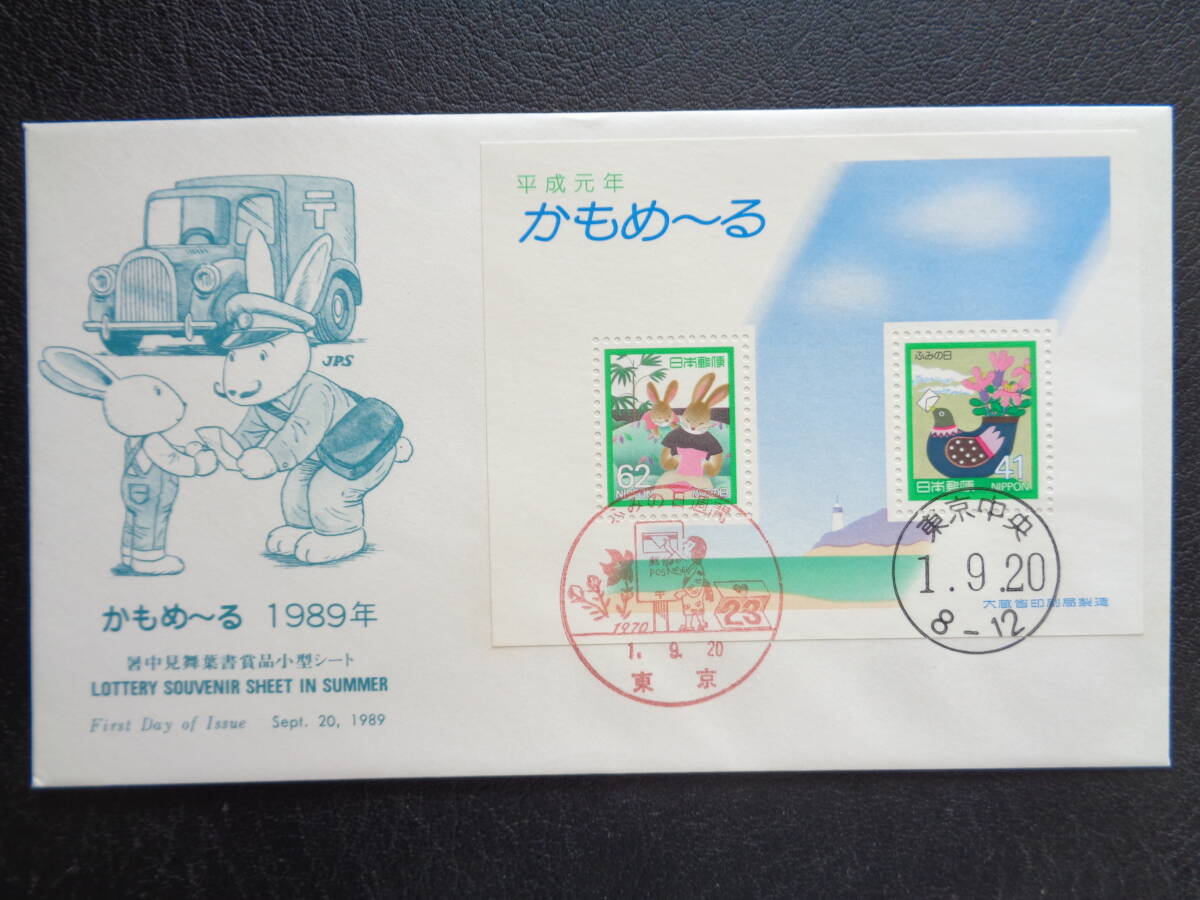 〒
JPS
かもめ〜る 1989年
暑中見舞葉書賞品小型シート
LOTTERY SOUVENIR SHEET IN SUMMER
First Day of Issue Sept. 20, 1989
平成元年
かもめ〜る
日本郵便
62
NIPPON ふみの日
ふみの日
41
日本郵便 NIPPON
大蔵省印刷局製造
ふみの日週間
23
1970
1. 9. 20
東京
東京中央
1.9.20
8-12